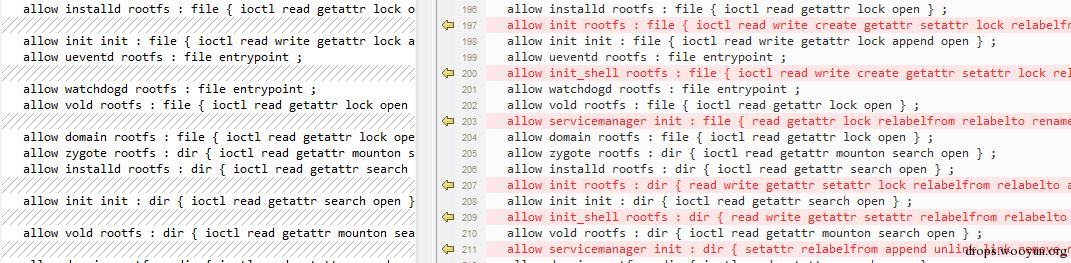 allow installd rootfs : file { ioctl read getattr lock o
allow init init : file { ioctl read write getattr lock a
allow ueventd rootfs : file entrypoint ;
allow watchdogd rootfs : file entrypoint ;
allow vold rootfs : file { ioctl read getattr lock open
allow domain rootfs : file { ioctl read getattr lock ope
allow zygote rootfs : dir { ioctl read getattr mounton s
allow installd rootfs : dir { ioctl read getattr search
allow init init : dir { ioctl read getattr search open }
allow vold rootfs : dir { ioctl read getattr mounton sea
196 allow installd rootfs : file { ioctl read getattr lock open } ;
197 allow init rootfs : file { ioctl read write create getattr setattr lock relabelfr
198 allow init init : file { ioctl read write getattr lock append open } ;
199 allow ueventd rootfs : file entrypoint ;
200 allow init_shell rootfs : file { ioctl read write create getattr setattr lock rel
201 allow watchdogd rootfs : file entrypoint ;
202 allow vold rootfs : file { ioctl read getattr lock open } ;
203 allow servicemanager init : file { read getattr lock relabelfrom relabelto rename
204 allow domain rootfs : file { ioctl read getattr lock open } ;
205 allow zygote rootfs : dir { ioctl read getattr mounton search open } ;
206 allow installd rootfs : dir { ioctl read getattr search open } ;
207 allow init rootfs : dir { read write getattr setattr lock relabelfrom relabelto a
208 allow init init : dir { ioctl read getattr search open } ;
209 allow init_shell rootfs : dir { read write getattr setattr relabelfrom relabelto
210 allow vold rootfs : dir { ioctl read getattr mounton search open } ;
211 allow servicemanager init : dir { setattr relabelfrom append unlink link rename
drops.wooyun.org